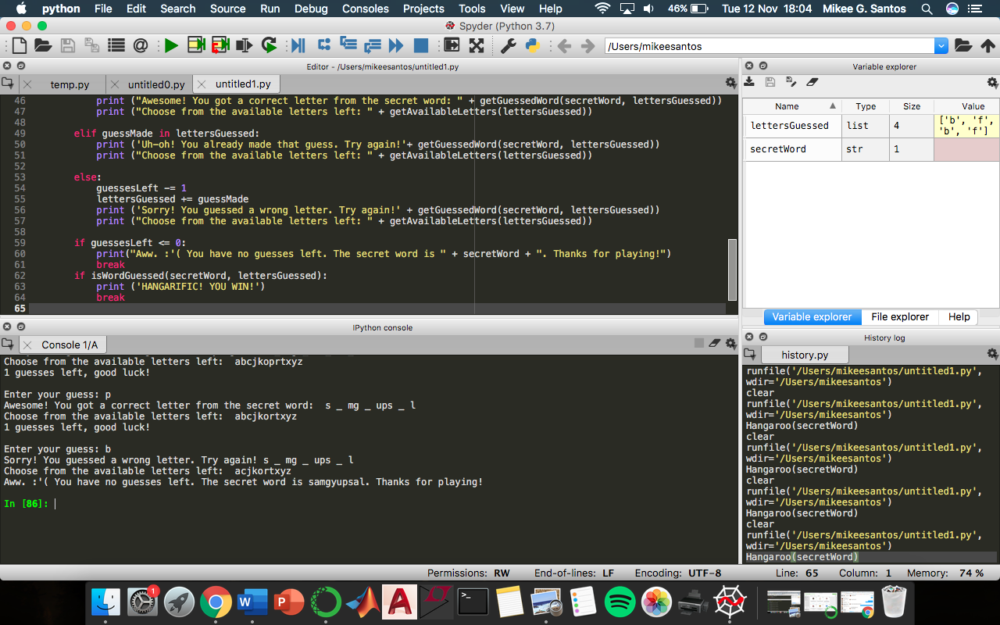 python File Edit Search Source Run Debug Consoles Projects Tools View Help 46% Tue 12 Nov 18:04 Mikee G. Santos
Spyder (Python 3.7)
/Users/mikeesantos
Editor - /Users/mikeesantos/untitled1.py
temp.py untitled0.py untitled1.py
46 print ("Awesome! You got a correct letter from the secret word: " + getGuessedWord(secretWord, lettersGuessed))
47 print ("Choose from the available letters left: " + getAvailableLetters(lettersGuessed))
48
49 elif guessMade in lettersGuessed:
50 print ('Uh-oh! You already made that guess. Try again!'+ getGuessedWord(secretWord, lettersGuessed))
51 print ("Choose from the available letters left: " + getAvailableLetters(lettersGuessed))
52
53 else:
54 guessesLeft -= 1
55 lettersGuessed += guessMade
56 print ('Sorry! You guessed a wrong letter. Try again!' + getGuessedWord(secretWord, lettersGuessed))
57 print ("Choose from the available letters left: " + getAvailableLetters(lettersGuessed))
58
59 if guessesLeft <= 0:
60 print("Aww. :'( You have no guesses left. The secret word is " + secretWord + ". Thanks for playing!")
61 break
62 if isWordGuessed(secretWord, lettersGuessed):
63 print ('HANGARIFIC! YOU WIN!')
64 break
65
IPython console
Console 1/A
Choose from the available letters left:  abcjkoprtxyz
1 guesses left, good luck!
Enter your guess: p
Awesome! You got a correct letter from the secret word:  s _ mg _ ups _ l
Choose from the available letters left:  abcjkortxyz
1 guesses left, good luck!
Enter your guess: b
Sorry! You guessed a wrong letter. Try again! s _ mg _ ups _ l
Choose from the available letters left:  acjkortxyz
Aww. :'( You have no guesses left. The secret word is samgyupsal. Thanks for playing!
In [86]:
Variable explorer
Name Type Size Value
lettersGuessed list 4 ['b', 'f',
'b', 'f']
secretWord str 1
Variable explorer File explorer Help
History log
history.py
runfile('/Users/mikeesantos/untitled1.py',
wdir='/Users/mikeesantos')
clear
runfile('/Users/mikeesantos/untitled1.py',
wdir='/Users/mikeesantos')
Hangaroo(secretWord)
clear
runfile('/Users/mikeesantos/untitled1.py',
wdir='/Users/mikeesantos')
Hangaroo(secretWord)
clear
runfile('/Users/mikeesantos/untitled1.py',
wdir='/Users/mikeesantos')
Hangaroo(secretWord)
clear
runfile('/Users/mikeesantos/untitled1.py',
wdir='/Users/mikeesantos')
Hangaroo(secretWord)
Permissions: RW End-of-lines: LF Encoding: UTF-8 Line: 65 Column: 1 Memory: 74 %
1